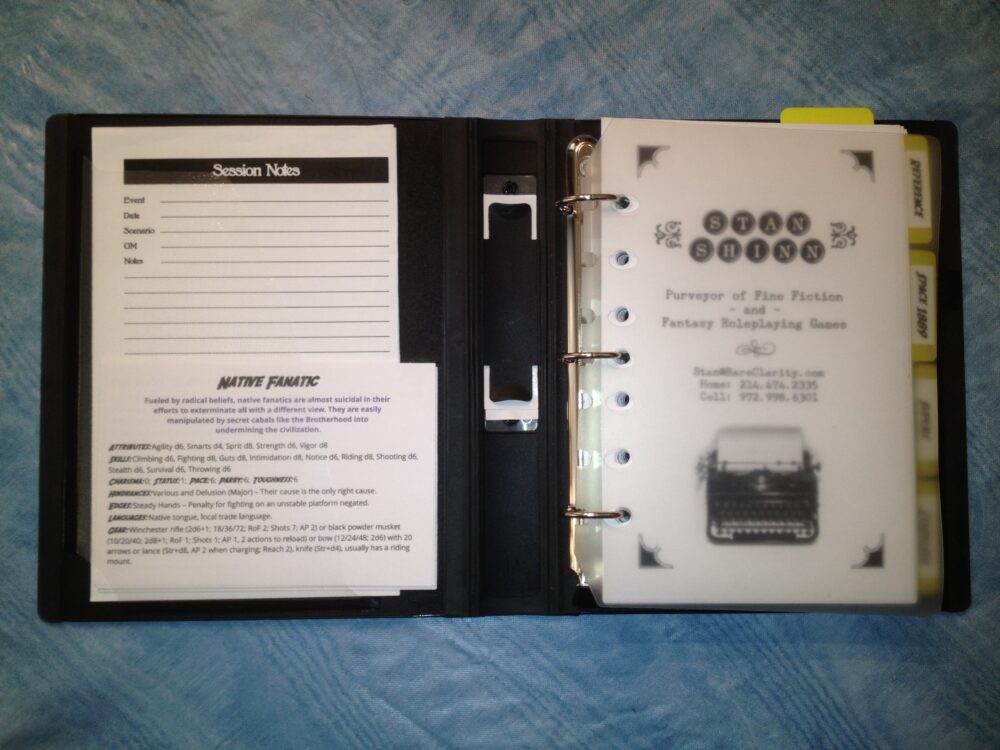 Session Notes
Event
Date
Scenario
GM
Notes
NATIVE FANATIC
Fueled by radical beliefs, native fanatics are almost suicidal in their
efforts to exterminate all with a different view. They are easily
manipulated by secret cabals like the Brotherhood into
undermining the civilization.
ATTRIBUTES: Agility d6, Smarts d4, Sprit d8, Strength d6, Vigor d8
SKILLS: Climbing d6, Fighting d8, Guts d8, Intimidation d8, Notice d6, Riding d8, Shooting d6,
Stealth d6, Survival d6, Throwing d6
CHARISMA: 0; STATUS: 1; PACE: 6; PARRY: 6; TOUGHNESS: 6
HINDRANCES: Various and Delusion (Major) – Their cause is the only right cause.
EDGES: Steady Hands – Penalty for fighting on an unstable platform negated.
LANGUAGES: Native tongue, local trade language.
GEAR: Winchester rifle (2d6+1; 18/36/72; RoF 2; Shots 7; AP 2) or black powder musket
(10/20/40; 2d8+1; RoF 1; Shots 1; AP 1, 2 actions to reload) or bow (12/24/48; 2d6) with 20
arrows or lance (Str+d8, AP 2 when charging; Reach 2), knife (Str+d4), usually has a riding
mount.
STAN
SHINN
Purveyor of Fine Fiction
- and -
Fantasy Roleplaying Games
Stan@RareClarity.com
Home: 214.474.2335
Cell: 972.998.6301
REFERENCE
SPACE 1889